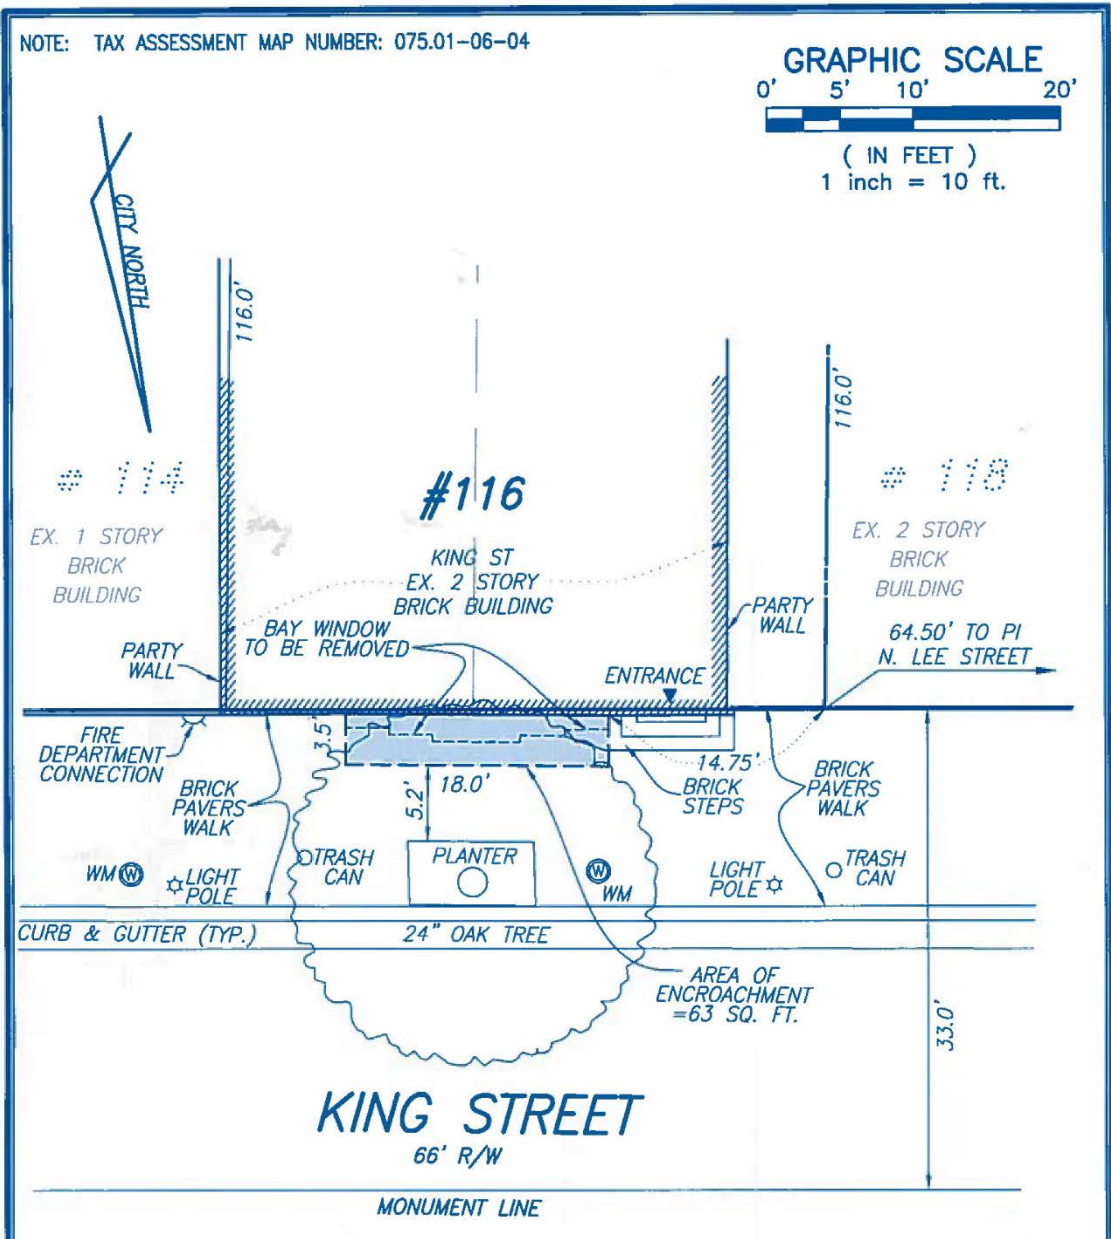 NOTE: TAX ASSESSMENT MAP NUMBER: 075.01-06-04
GRAPHIC SCALE
0' 5' 10' 20'
( IN FEET )
1 inch = 10 ft.
CITY NORTH
116.0'
116.0'
# 114
EX. 1 STORY
BRICK
BUILDING
#116
KING ST
EX. 2 STORY
BRICK BUILDING
# 118
EX. 2 STORY
BRICK
BUILDING
BAY WINDOW
TO BE REMOVED
PARTY
WALL
PARTY
WALL
64.50' TO PI
N. LEE STREET
ENTRANCE
FIRE
DEPARTMENT
CONNECTION
3.5'
18.0'
5.2'
14.75'
BRICK
STEPS
BRICK
PAVERS
WALK
BRICK
PAVERS
WALK
WM W
LIGHT
POLE
TRASH
CAN
PLANTER
W
WM
LIGHT
POLE
TRASH
CAN
CURB & GUTTER (TYP.)
24" OAK TREE
AREA OF
ENCROACHMENT
=63 SQ. FT.
33.0'
KING STREET
66' R/W
MONUMENT LINE